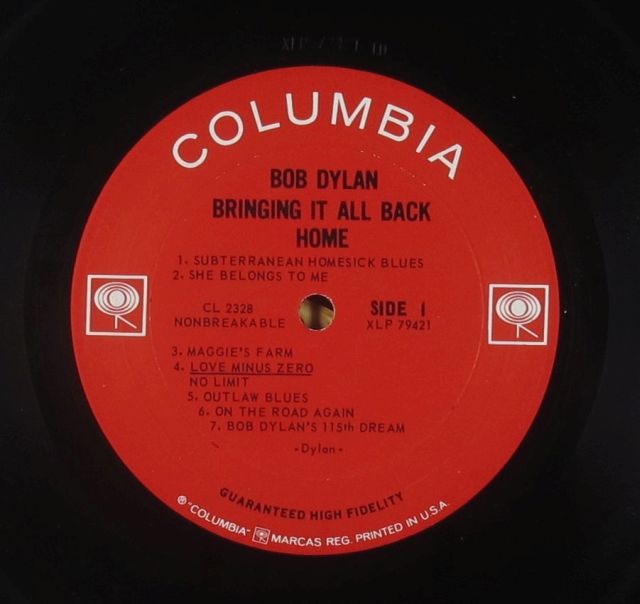 COLUMBIA
BOB DYLAN
BRINGING IT ALL BACK
HOME
1. SUBTERRANEAN HOMESICK BLUES
2. SHE BELONGS TO ME
CL 2328
NONBREAKABLE
SIDE 1
XLP 79421
3. MAGGIE'S FARM
4. LOVE MINUS ZERO
NO LIMIT
5. OUTLAW BLUES
6. ON THE ROAD AGAIN
7. BOB DYLAN'S 115th DREAM
-Dylan-
GUARANTEED HIGH FIDELITY
® "COLUMBIA" MARCAS REG. PRINTED IN U.S.A.